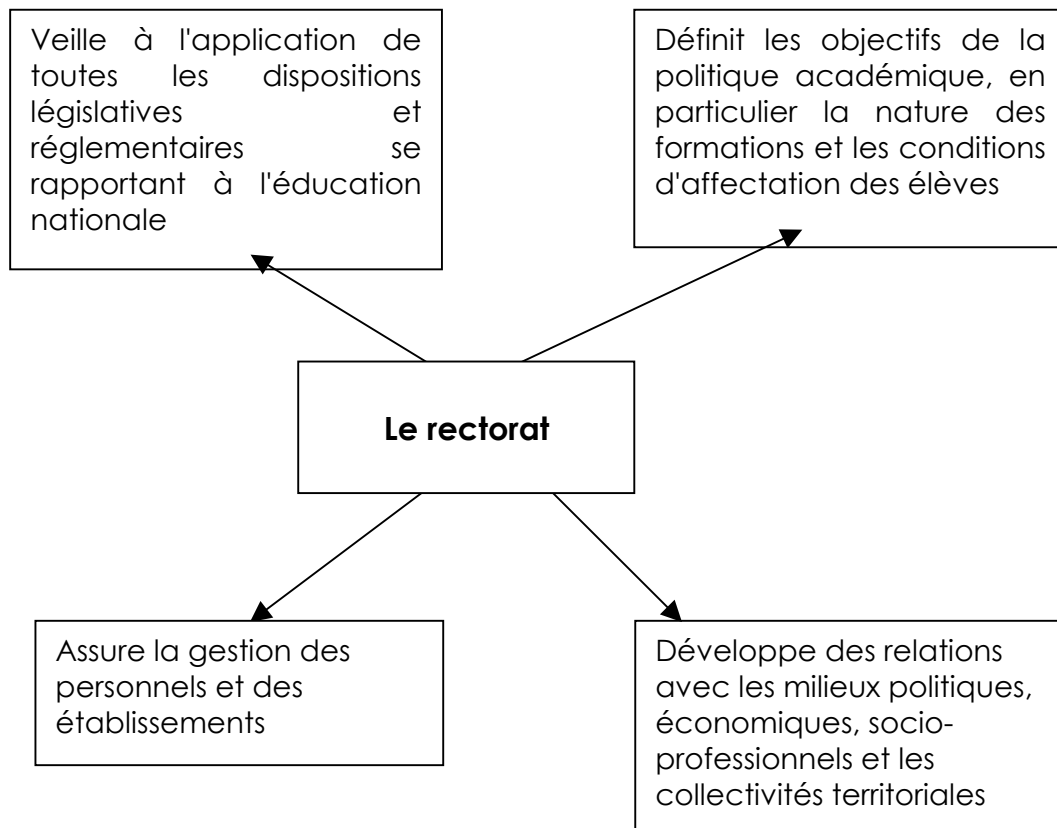 Veille à l'application de
toutes les dispositions
législatives et
réglementaires se
rapportant à l'éducation
nationale
Définit les objectifs de la
politique académique, en
particulier la nature des
formations et les conditions
d'affectation des élèves
Le rectorat
Assure la gestion des
personnels et des
établissements
Développe des relations
avec les milieux politiques,
économiques, socio-
professionnels et les
collectivités territoriales